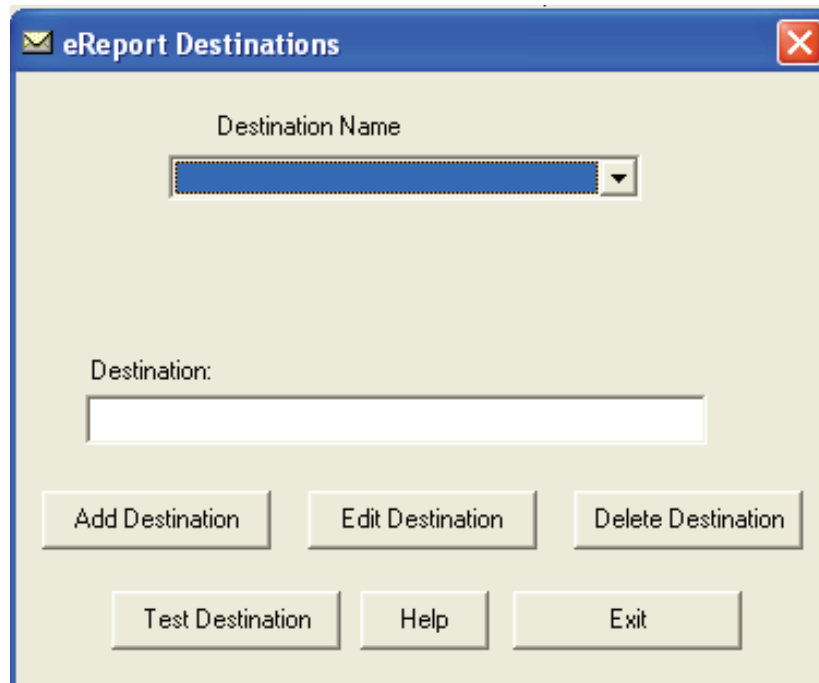 eReport Destinations
Destination Name
Destination:
Add Destination Edit Destination Delete Destination
Test Destination Help Exit